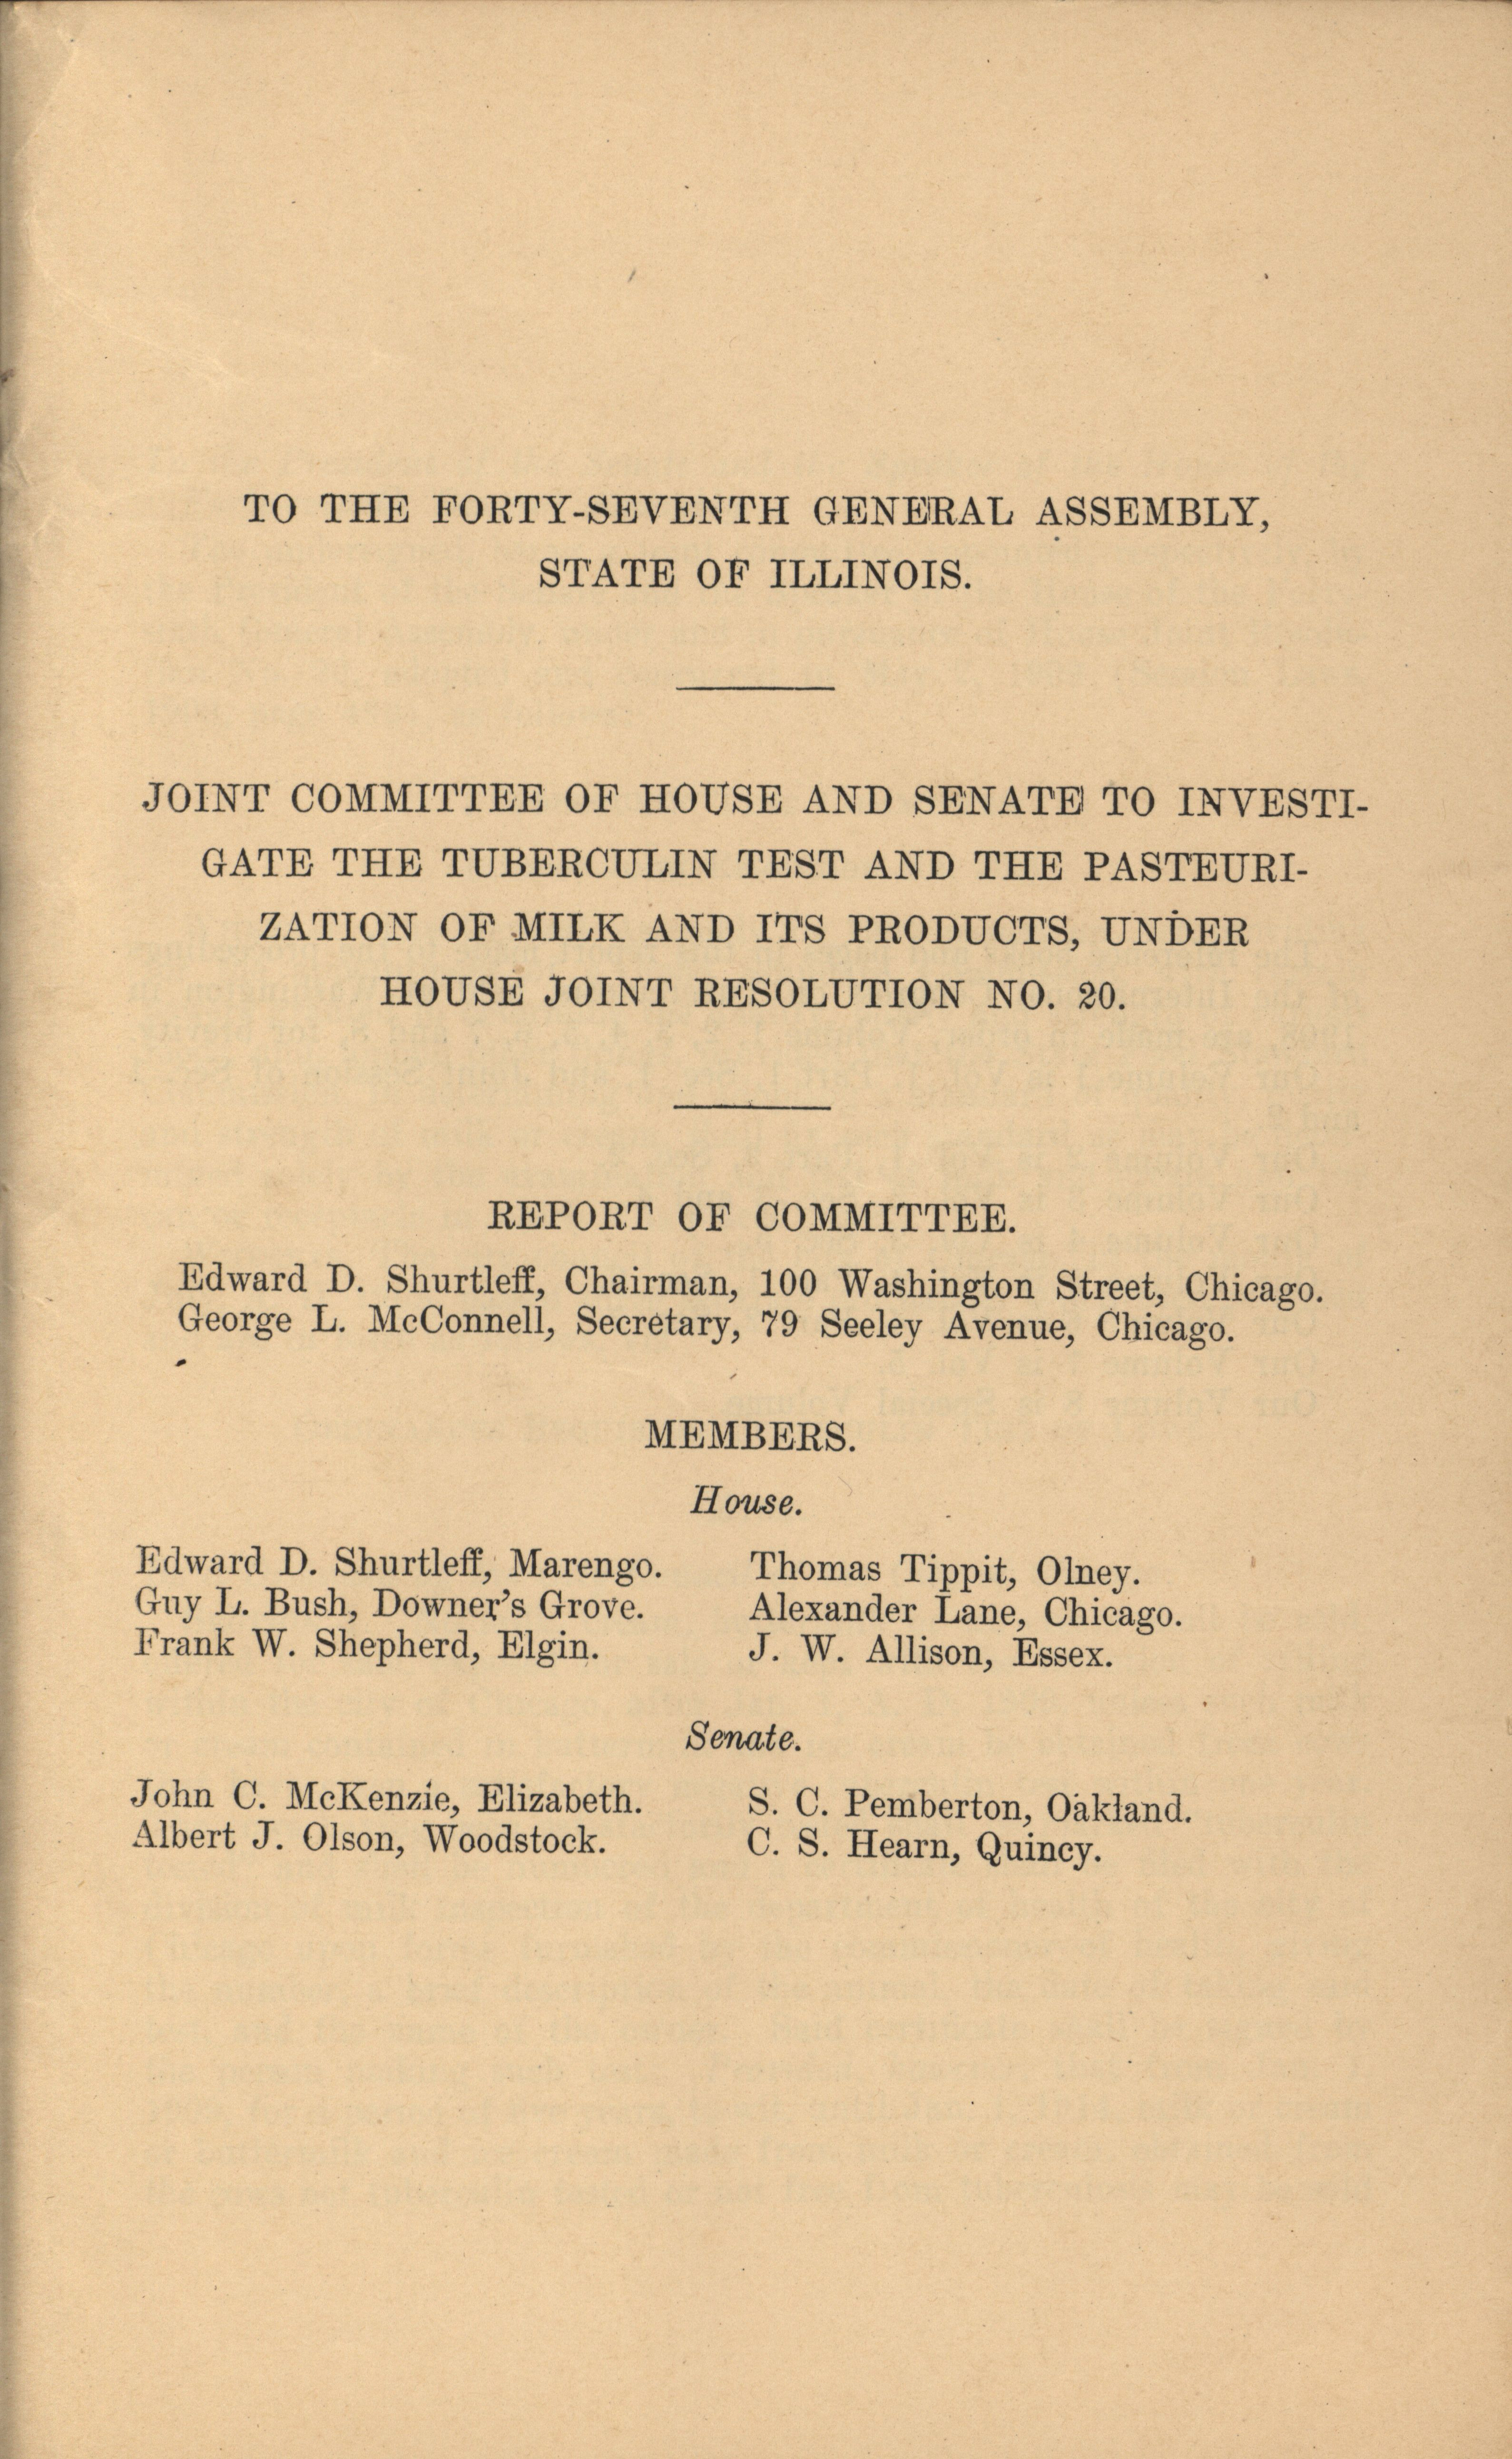 TO THE FORTY-SEVENTH GENERAL ASSEMBLY,
STATE OF ILLINOIS.
JOINT COMMITTEE OF HOUSE AND SENATE TO INVESTI-
GATE THE TUBERCULIN TEST AND THE PASTEURI-
ZATION OF MILK AND ITS PRODUCTS, UNDER
HOUSE JOINT RESOLUTION NO. 20.
REPORT OF COMMITTEE.
Edward D. Shurtleff, Chairman, 100 Washington Street, Chicago.
George L. McConnell, Secretary, 79 Seeley Avenue, Chicago.
MEMBERS.
House.
Edward D. Shurtleff, Marengo.
Guy L. Bush, Downer's Grove.
Frank W. Shepherd, Elgin.
Thomas Tippit, Olney.
Alexander Lane, Chicago.
J. W. Allison, Essex.
Senate.
John C. McKenzie, Elizabeth.
Albert J. Olson, Woodstock.
S. C. Pemberton, Oakland.
C. S. Hearn, Quincy.